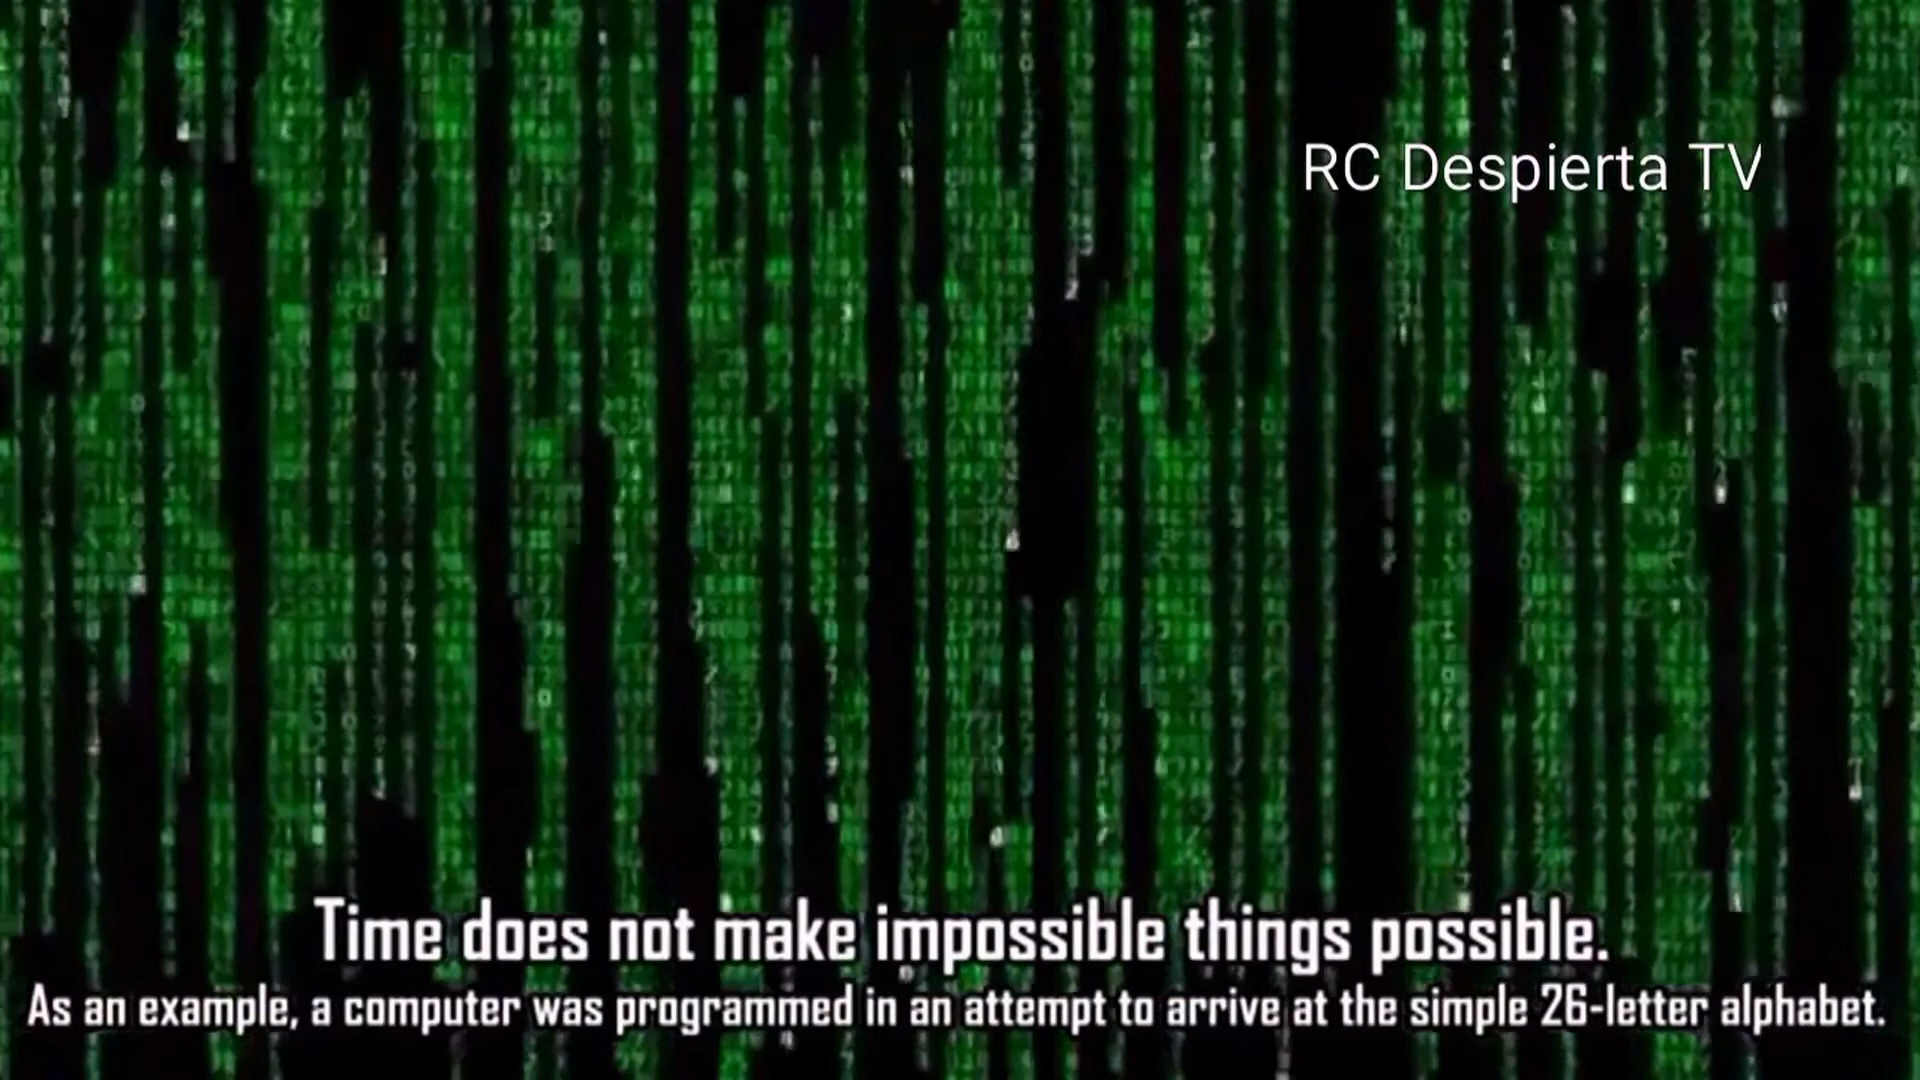 RC Despierta TV
Time does not make impossible things possible.
As an example, a computer was programmed in an attempt to arrive at the simple 26-letter alphabet.